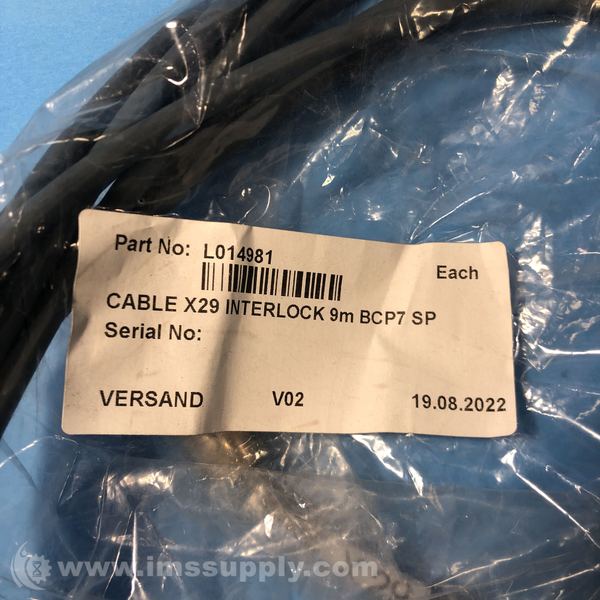 Part No: L014981
Each
CABLE X29 INTERLOCK 9m BCP7 SP
Serial No:
VERSAND V02 19.08.2022
www.imssupply.com